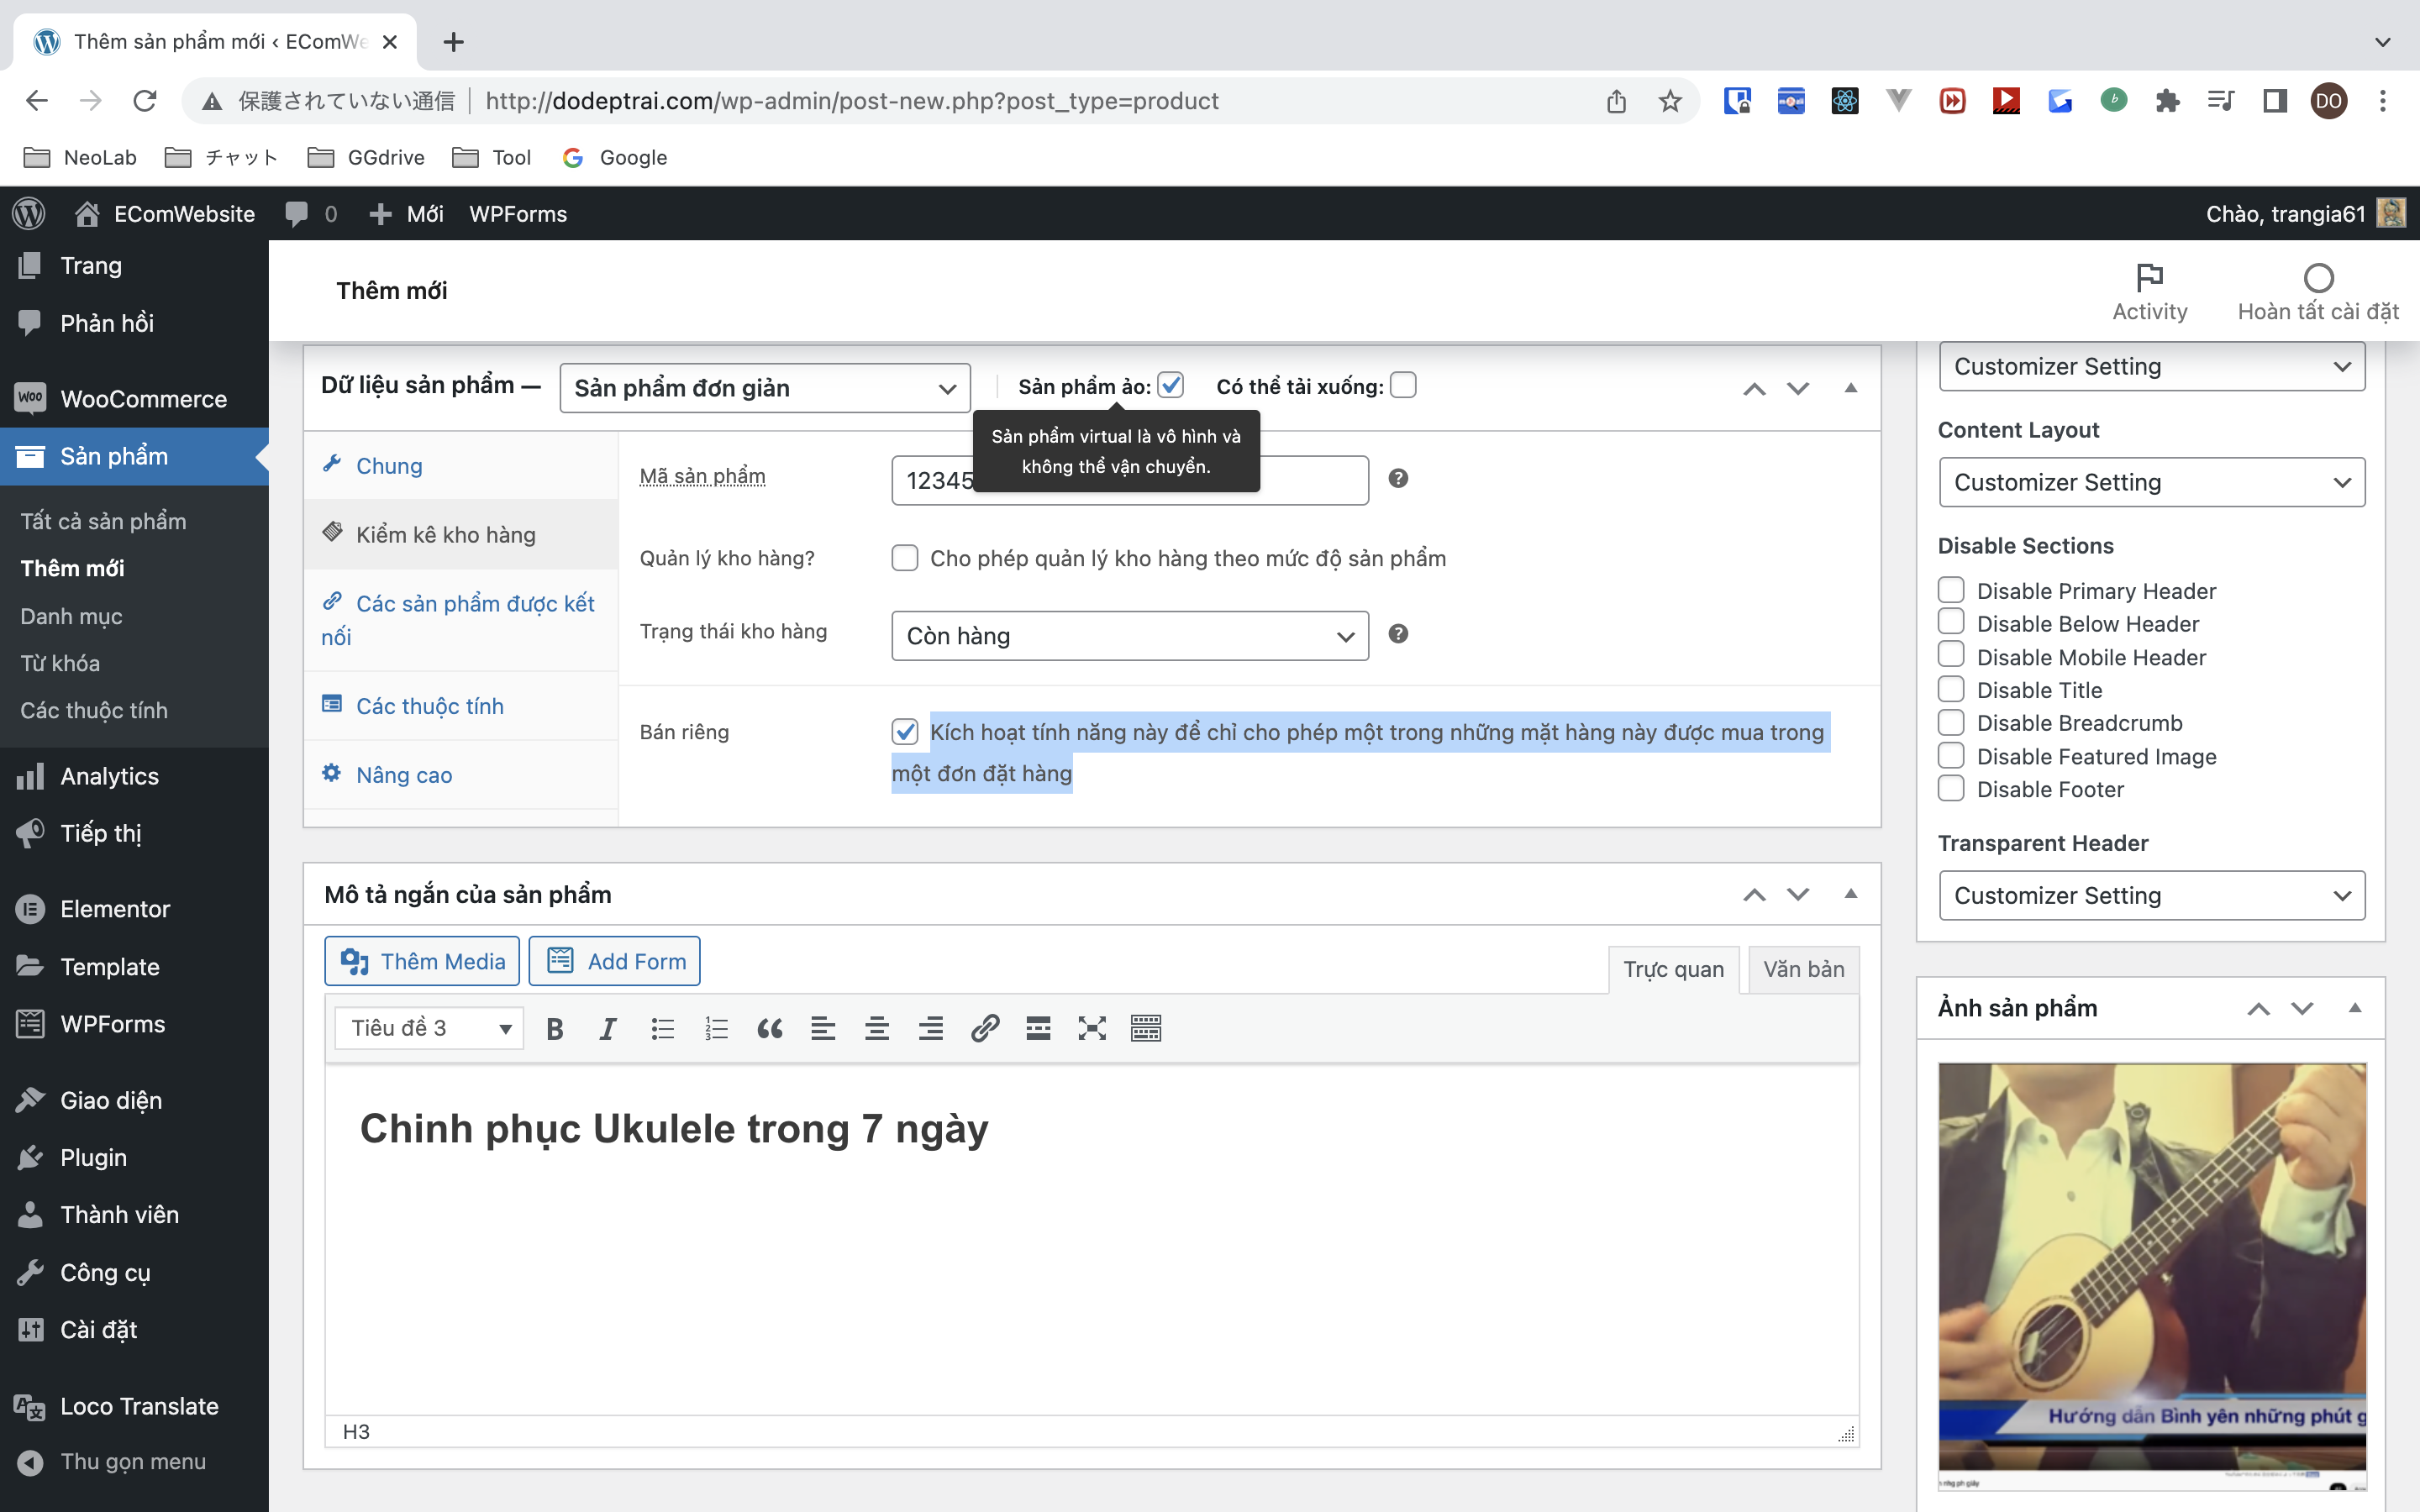 Thêm sản phẩm mới ‹ EComWe
保護されていない通信 http://dodeptrai.com/wp-admin/post-new.php?post_type=product
DO
NeoLab チャット GGdrive Tool Google
EComWebsite 0 Mới WPForms Chào, trangia61
Trang
Phản hồi
WooCommerce
Sản phẩm
Tất cả sản phẩm
Thêm mới
Danh mục
Từ khóa
Các thuộc tính
Analytics
Tiếp thị
Elementor
Template
WPForms
Giao diện
Plugin
Thành viên
Công cụ
Cài đặt
Loco Translate
Thu gọn menu
Thêm mới
Activity
Hoàn tất cài đặt
Dữ liệu sản phẩm — Sản phẩm đơn giản Sản phẩm ảo: Có thể tải xuống:
Sản phẩm virtual là vô hình và
không thể vận chuyển.
Chung
Kiểm kê kho hàng
Các sản phẩm được kết
nối
Các thuộc tính
Nâng cao
Mã sản phẩm 12345
Quản lý kho hàng? Cho phép quản lý kho hàng theo mức độ sản phẩm
Trạng thái kho hàng Còn hàng
Bán riêng Kích hoạt tính năng này để chỉ cho phép một trong những mặt hàng này được mua trong
một đơn đặt hàng
Mô tả ngắn của sản phẩm
Thêm Media Add Form
Trực quan Văn bản
Tiêu đề 3
Chinh phục Ukulele trong 7 ngày
H3
Customizer Setting
Content Layout
Customizer Setting
Disable Sections
Disable Primary Header
Disable Below Header
Disable Mobile Header
Disable Title
Disable Breadcrumb
Disable Featured Image
Disable Footer
Transparent Header
Customizer Setting
Ảnh sản phẩm
Hướng dẫn Bình yên những phút g